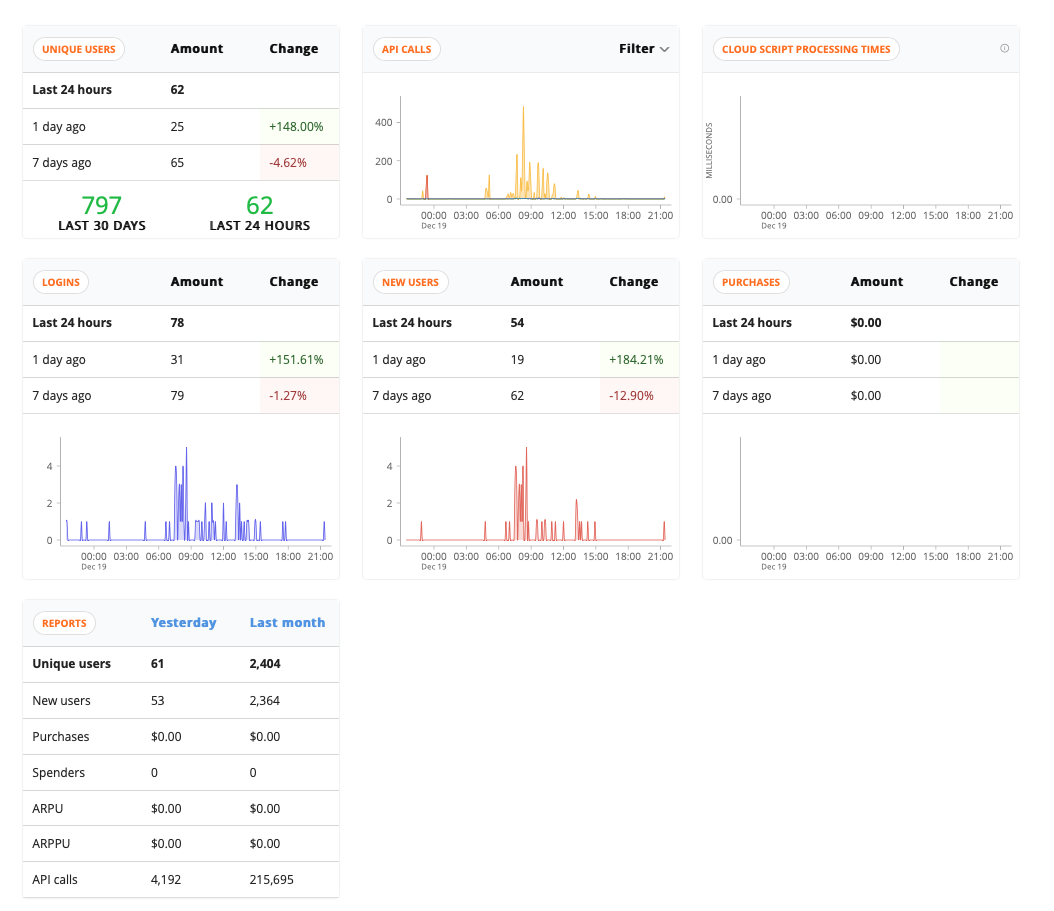 UNIQUE USERS Amount Change
Last 24 hours 62
1 day ago 25 +148.00%
7 days ago 65 -4.62%
797 62
LAST 30 DAYS LAST 24 HOURS
API CALLS Filter
400
200
0
00:00 03:00 06:00 09:00 12:00 15:00 18:00 21:00
Dec 19
CLOUD SCRIPT PROCESSING TIMES
MILLISECONDS
0.00
00:00 03:00 06:00 09:00 12:00 15:00 18:00 21:00
Dec 19
LOGINS Amount Change
Last 24 hours 78
1 day ago 31 +151.61%
7 days ago 79 -1.27%
4
2
0
00:00 03:00 06:00 09:00 12:00 15:00 18:00 21:00
Dec 19
NEW USERS Amount Change
Last 24 hours 54
1 day ago 19 +184.21%
7 days ago 62 -12.90%
4
2
0
00:00 03:00 06:00 09:00 12:00 15:00 18:00 21:00
Dec 19
PURCHASES Amount Change
Last 24 hours $0.00
1 day ago $0.00
7 days ago $0.00
0.00
00:00 03:00 06:00 09:00 12:00 15:00 18:00 21:00
Dec 19
REPORTS Yesterday Last month
Unique users 61 2,404
New users 53 2,364
Purchases $0.00 $0.00
Spenders 0 0
ARPU $0.00 $0.00
ARPPU $0.00 $0.00
API calls 4,192 215,695